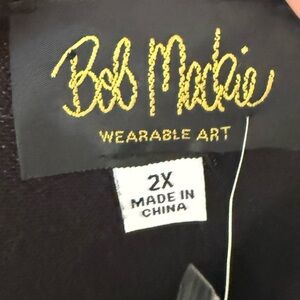 Bob Mackie
WEARABLE ART
2X
MADE IN
CHINA